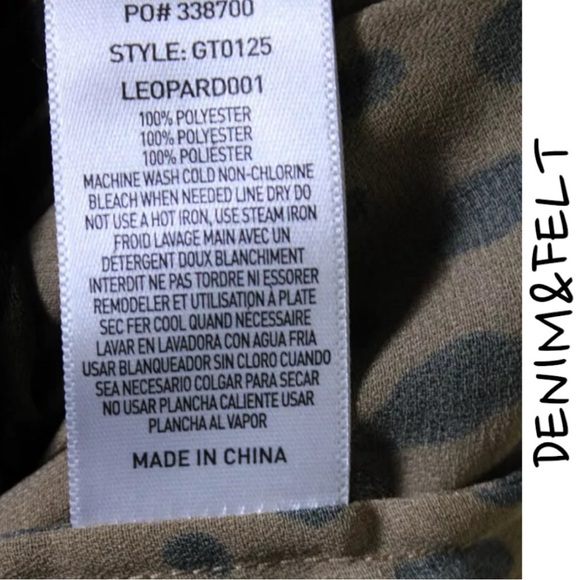 PO# 338700
STYLE: GT0125
LEOPARD001
100% POLYESTER
100% POLYESTER
100% POLIÉSTER
MACHINE WASH COLD NON-CHLORINE
BLEACH WHEN NEEDED LINE DRY DO
NOT USE A HOT IRON, USE STEAM IRON
FROID LAVAGE MAIN AVEC UN
DÉTERGENT DOUX BLANCHIMENT
INTERDIT NE PAS TORDRE NI ESSORER
REMODELER ET UTILISATION À PLATE
SEC FER COOL QUAND NÉCESSAIRE
LAVAR EN LAVADORA CON AGUA FRIA
USAR BLANQUEADOR SIN CLORO CUANDO
SEA NECESARIO COLGAR PARA SECAR
NO USAR PLANCHA CALIENTE USAR
PLANCHA AL VAPOR
MADE IN CHINA
DENIM&FELT